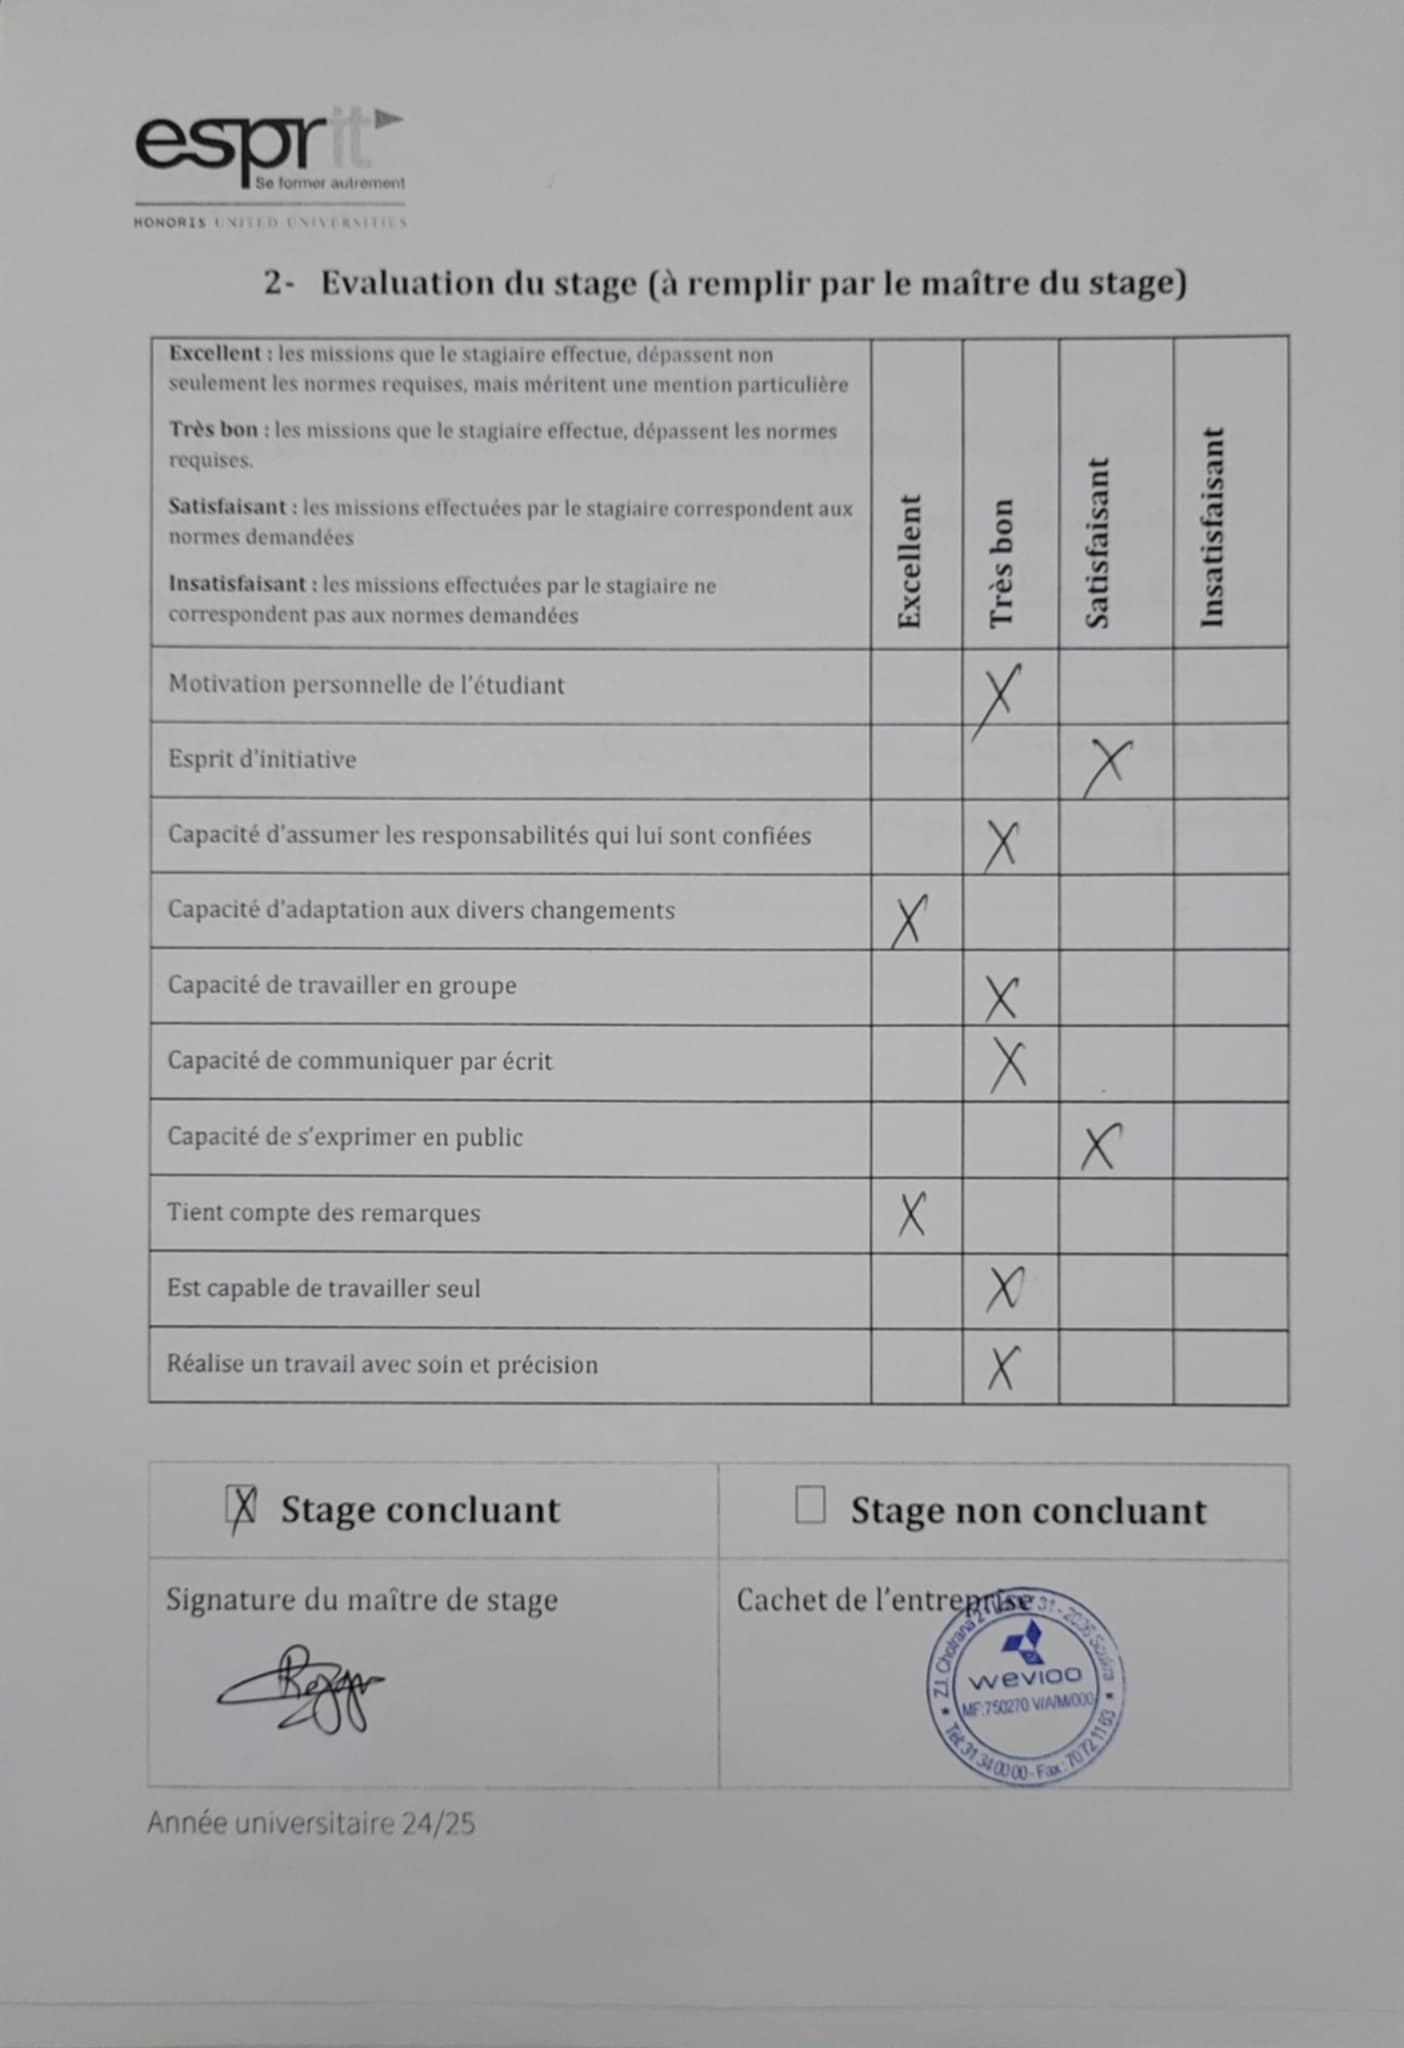 esprit
Se former autrement
HONORIS UNITED UNIVERSITIES
2- Evaluation du stage (à remplir par le maître du stage)
Excellent : les missions que le stagiaire effectue, dépassent non
seulement les normes requises, mais méritent une mention particulière
Très bon : les missions que le stagiaire effectue, dépassent les normes
requises.
Satisfaisant : les missions effectuées par le stagiaire correspondent aux
normes demandées
Insatisfaisant : les missions effectuées par le stagiaire ne
correspondent pas aux normes demandées
Excellent
Très bon
Satisfaisant
Insatisfaisant
Motivation personnelle de l'étudiant X
Esprit d'initiative X
Capacité d'assumer les responsabilités qui lui sont confiées X
Capacité d'adaptation aux divers changements X
Capacité de travailler en groupe X
Capacité de communiquer par écrit X
Capacité de s'exprimer en public X
Tient compte des remarques X
Est capable de travailler seul X
Réalise un travail avec soin et précision X
X Stage concluant
Stage non concluant
Signature du maître de stage
Cachet de l'entreprise
Z.I. Chotrana 2 31 - 2036 Soukra
wevioo
MF:750270 V/A/M/000
Tél: 31 34 00 00 - Fax : 70 72 11 63
Année universitaire 24/25